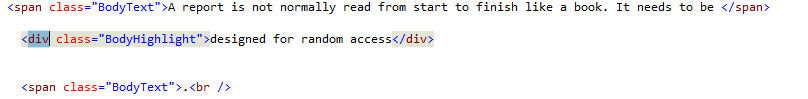 <span class="BodyText">A report is not normally read from start to finish like a book. It needs to be </span>
<div class="BodyHighlight">designed for random access</div>
<span class="BodyText">.<br />